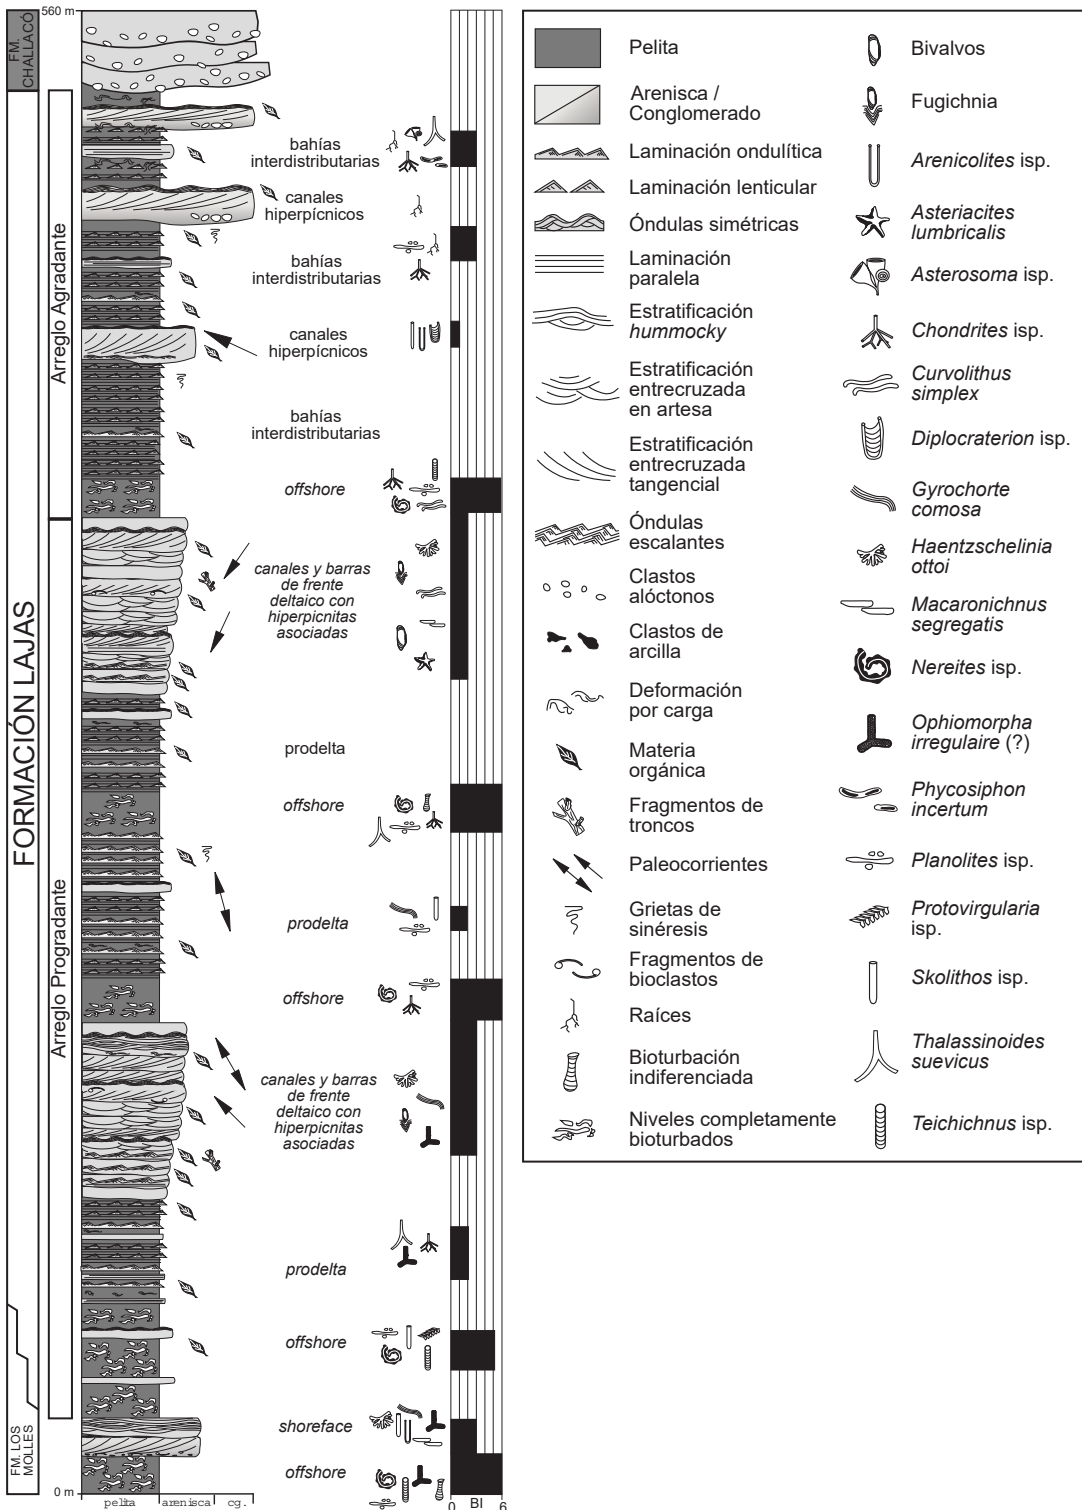 560 m
FM.
CHALLACÓ
FORMACIÓN LAJAS
FM. LOS
MOLLES
Arreglo Agradante
Arreglo Progradante
0 m
bahías
interdistributarias
canales
hiperpícnicos
bahías
interdistributarias
canales
hiperpícnicos
bahías
interdistributarias
offshore
canales y barras
de frente
deltaico con
hiperpicnitas
asociadas
prodelta
offshore
prodelta
offshore
canales y barras
de frente
deltaico con
hiperpicnitas
asociadas
prodelta
offshore
shoreface
offshore
pelita
arenisca
cg.
0
BI
6
Pelita
Arenisca /
Conglomerado
Laminación ondulítica
Laminación lenticular
Óndulas simétricas
Laminación
paralela
Estratificación
hummocky
Estratificación
entrecruzada
en artesa
Estratificación
entrecruzada
tangencial
Óndulas
escalantes
Clastos
alóctonos
Clastos de
arcilla
Deformación
por carga
Materia
orgánica
Fragmentos de
troncos
Paleocorrientes
Grietas de
sinéresis
Fragmentos de
bioclastos
Raíces
Bioturbación
indiferenciada
Niveles completamente
bioturbados
Bivalvos
Fugichnia
Arenicolites isp.
Asteriacites
lumbricalis
Asterosoma isp.
Chondrites isp.
Curvolithus
simplex
Diplocraterion isp.
Gyrochorte
comosa
Haentzschelinia
ottoi
Macaronichnus
segregatis
Nereites isp.
Ophiomorpha
irregulaire (?)
Phycosiphon
incertum
Planolites isp.
Protovirgularia
isp.
Skolithos isp.
Thalassinoides
suevicus
Teichichnus isp.